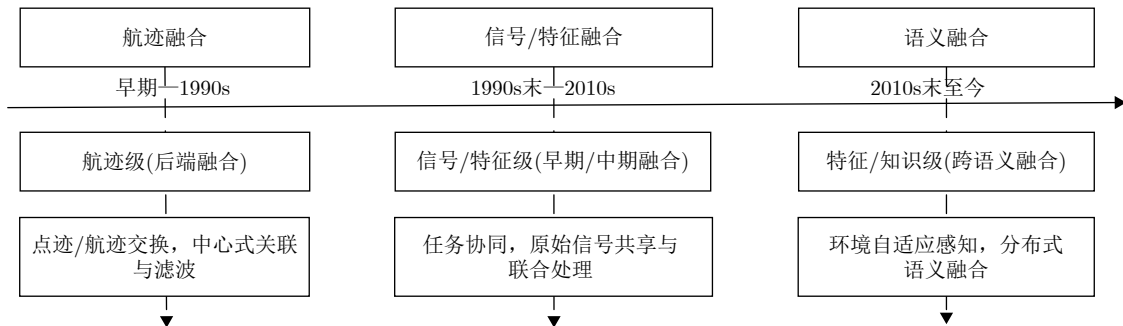 航迹融合
信号/特征融合
语义融合
早期—1990s
1990s末—2010s
2010s末至今
航迹级(后端融合)
信号/特征级(早期/中期融合)
特征/知识级(跨语义融合)
点迹/航迹交换，中心式关联
与滤波
任务协同，原始信号共享与
联合处理
环境自适应感知，分布式
语义融合